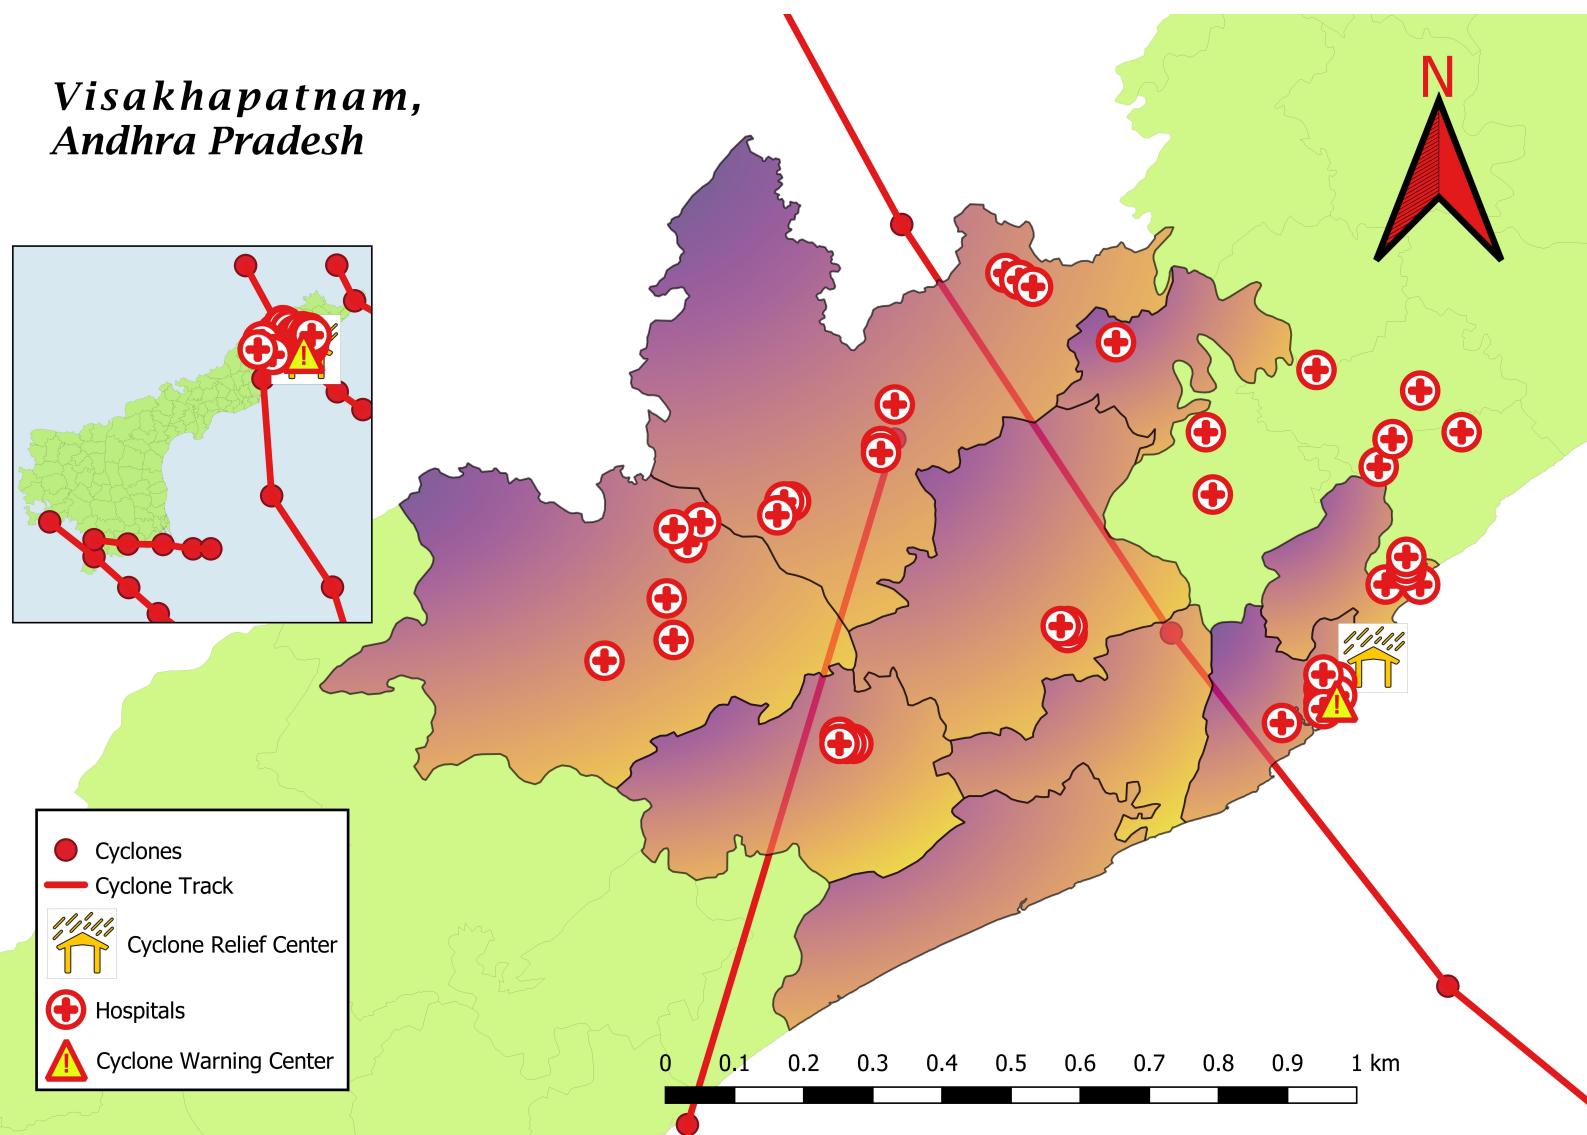 Visakhapatnam,
Andhra Pradesh
N
Cyclones
Cyclone Track
Cyclone Relief Center
Hospitals
Cyclone Warning Center
0 0.1 0.2 0.3 0.4 0.5 0.6 0.7 0.8 0.9 1 km